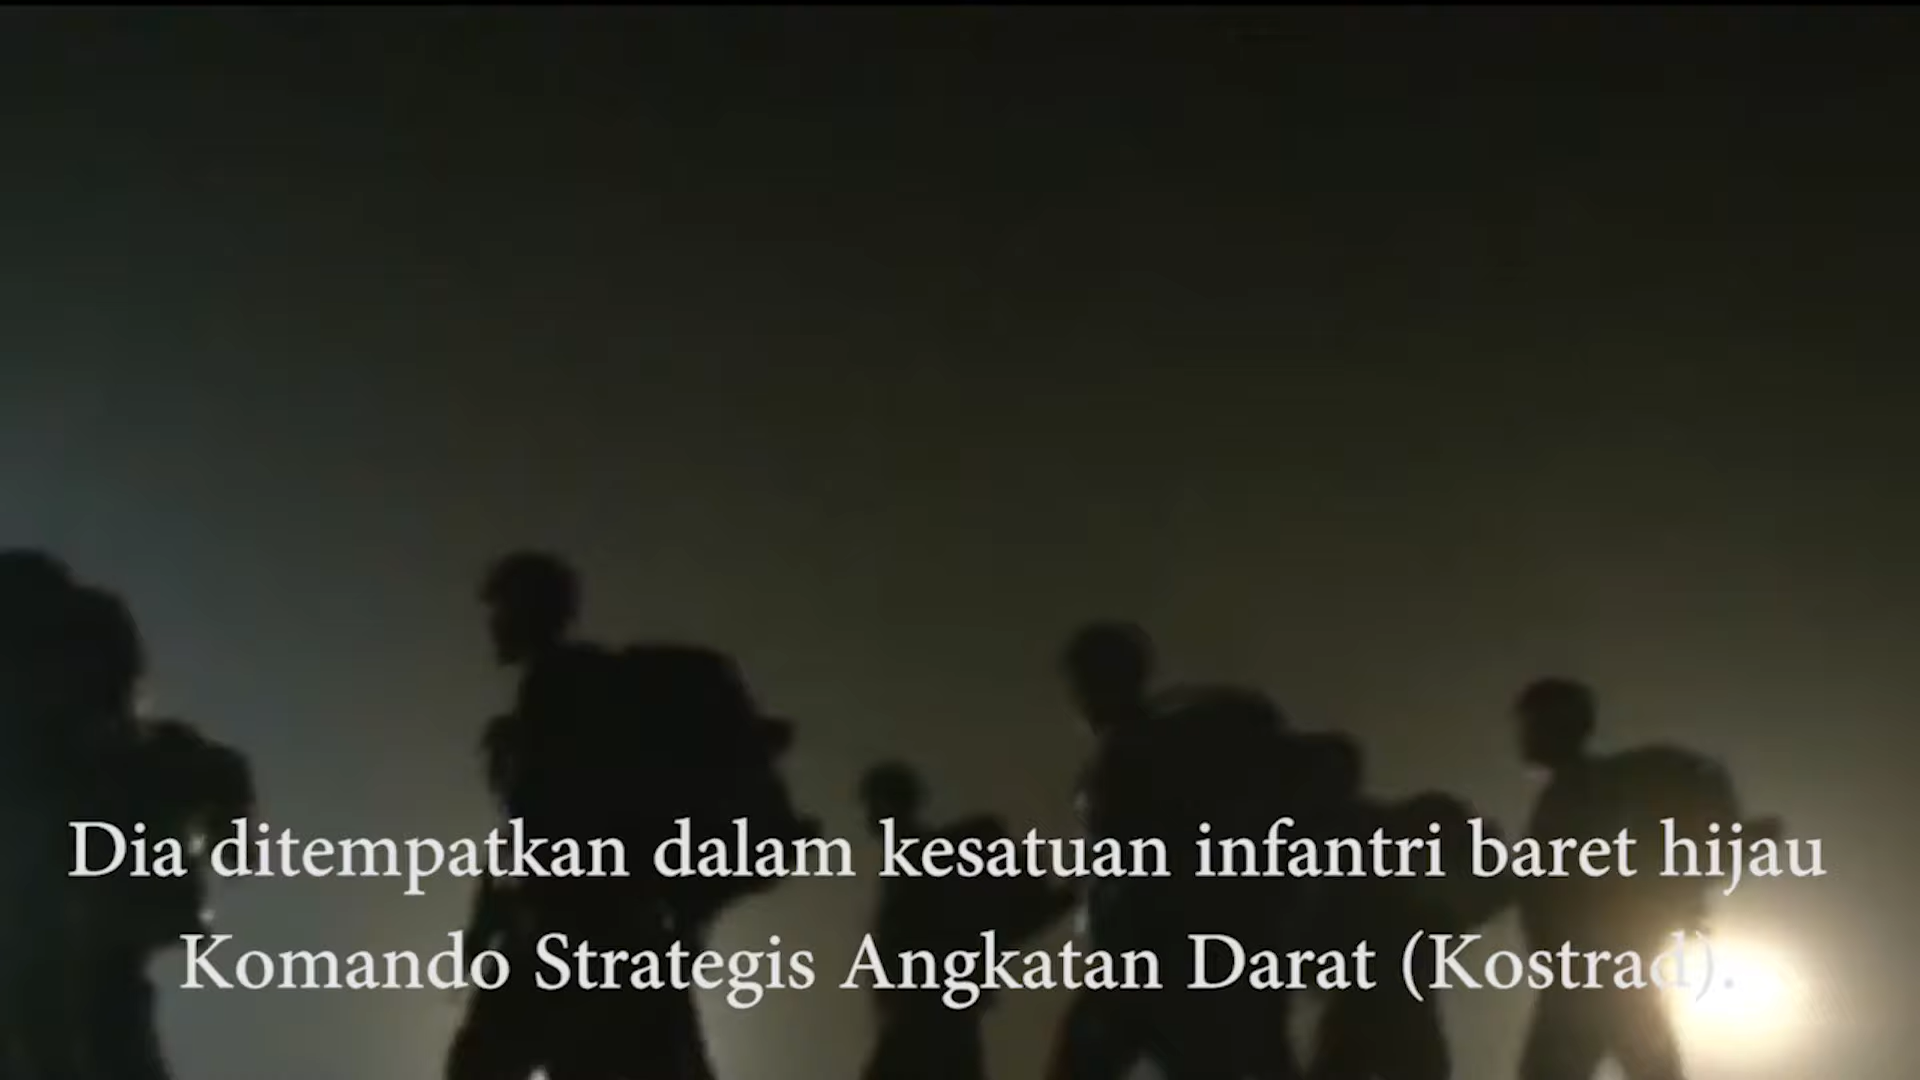 Dia ditempatkan dalam kesatuan infantri baret hijau
Komando Strategis Angkatan Darat (Kostrad).